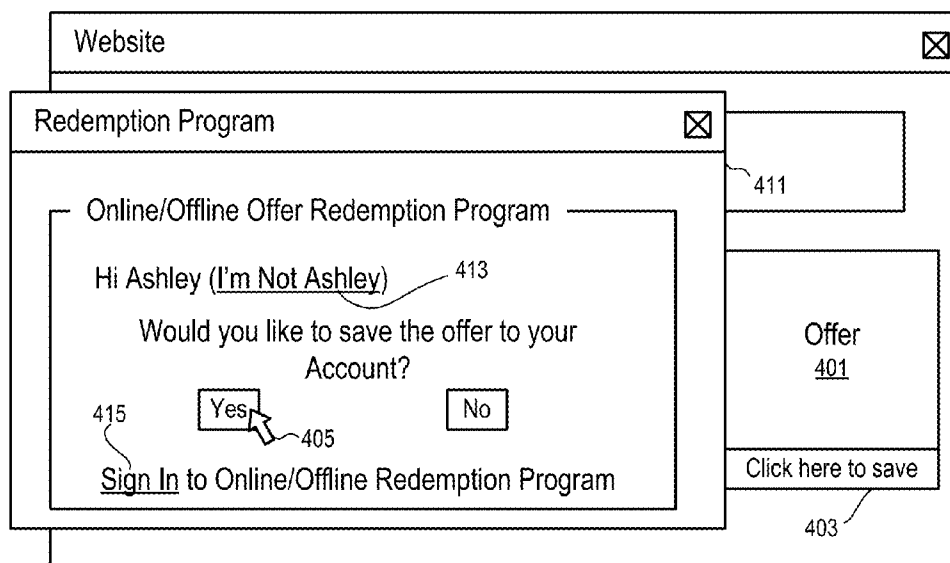 Website
Redemption Program
411
Online/Offline Offer Redemption Program
Hi Ashley (I'm Not Ashley)
413
Would you like to save the offer to your
Account?
Yes
No
415
405
Sign In to Online/Offline Redemption Program
Offer
401
Click here to save
403